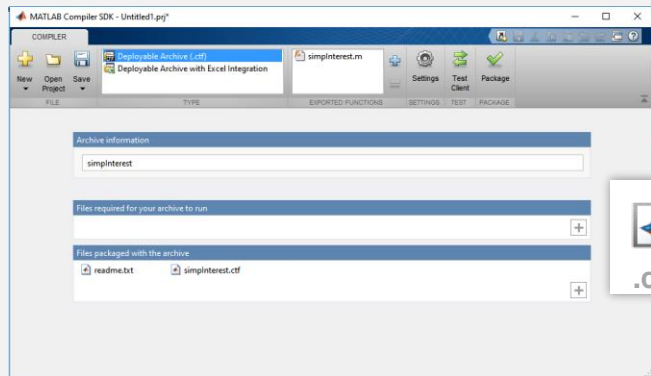 MATLAB Compiler SDK - Untitled1.prj*
COMPILER
New
Open Project
Save
Deployable Archive (.ctf)
Deployable Archive with Excel Integration
simpInterest.m
Settings
Test Client
Package
FILE
TYPE
EXPORTED FUNCTIONS
SETTINGS
TEST
PACKAGE
Archive information
simpInterest
Files required for your archive to run
Files packaged with the archive
readme.txt
simpInterest.ctf